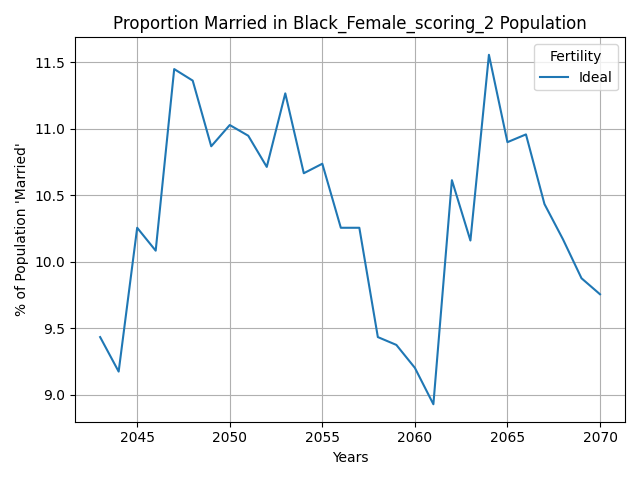 Proportion Married in Black_Female_scoring_2 Population
Fertility
Ideal
% of Population 'Married'
11.5
11.0
10.5
10.0
9.5
9.0
2045 2050 2055 2060 2065 2070
Years